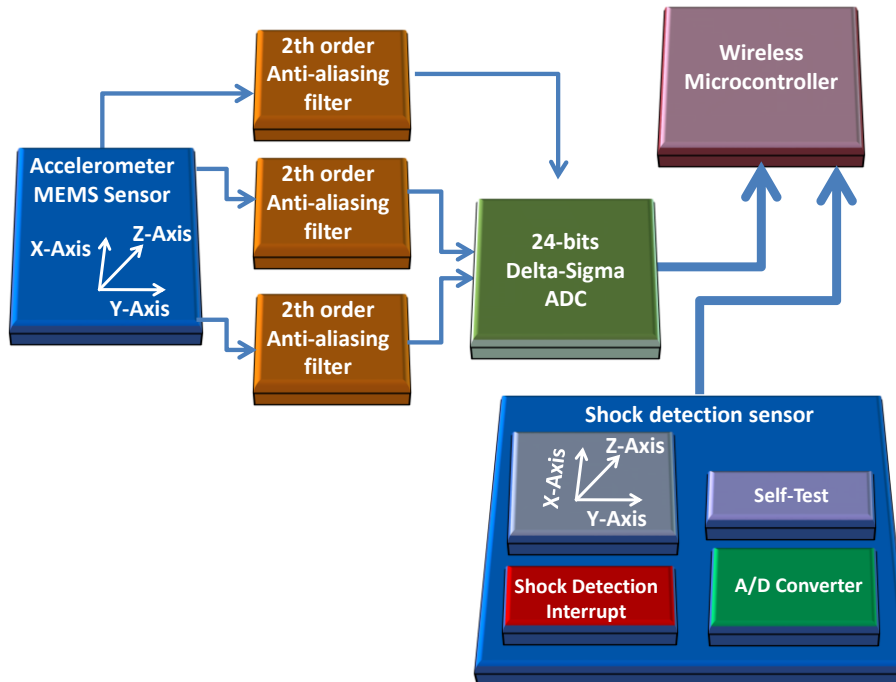 2th order
Anti-aliasing
filter
Wireless
Microcontroller
Accelerometer
MEMS Sensor
X-Axis
Z-Axis
Y-Axis
2th order
Anti-aliasing
filter
2th order
Anti-aliasing
filter
24-bits
Delta-Sigma
ADC
Shock detection sensor
X-Axis
Z-Axis
Y-Axis
Self-Test
Shock Detection
Interrupt
A/D Converter